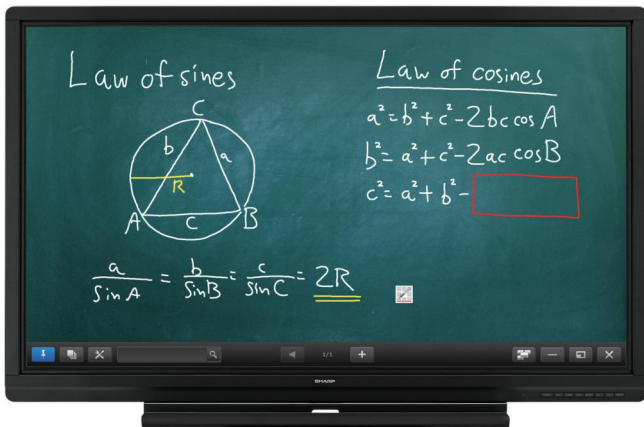 Law of sines
C
b
a
R
A
c
B
a/sin A = b/sin B = c/sin C = 2R
Law of cosines
a² = b² + c² - 2bc cos A
b² = a² + c² - 2ac cos B
c² = a² + b² -
1/1
SHARP